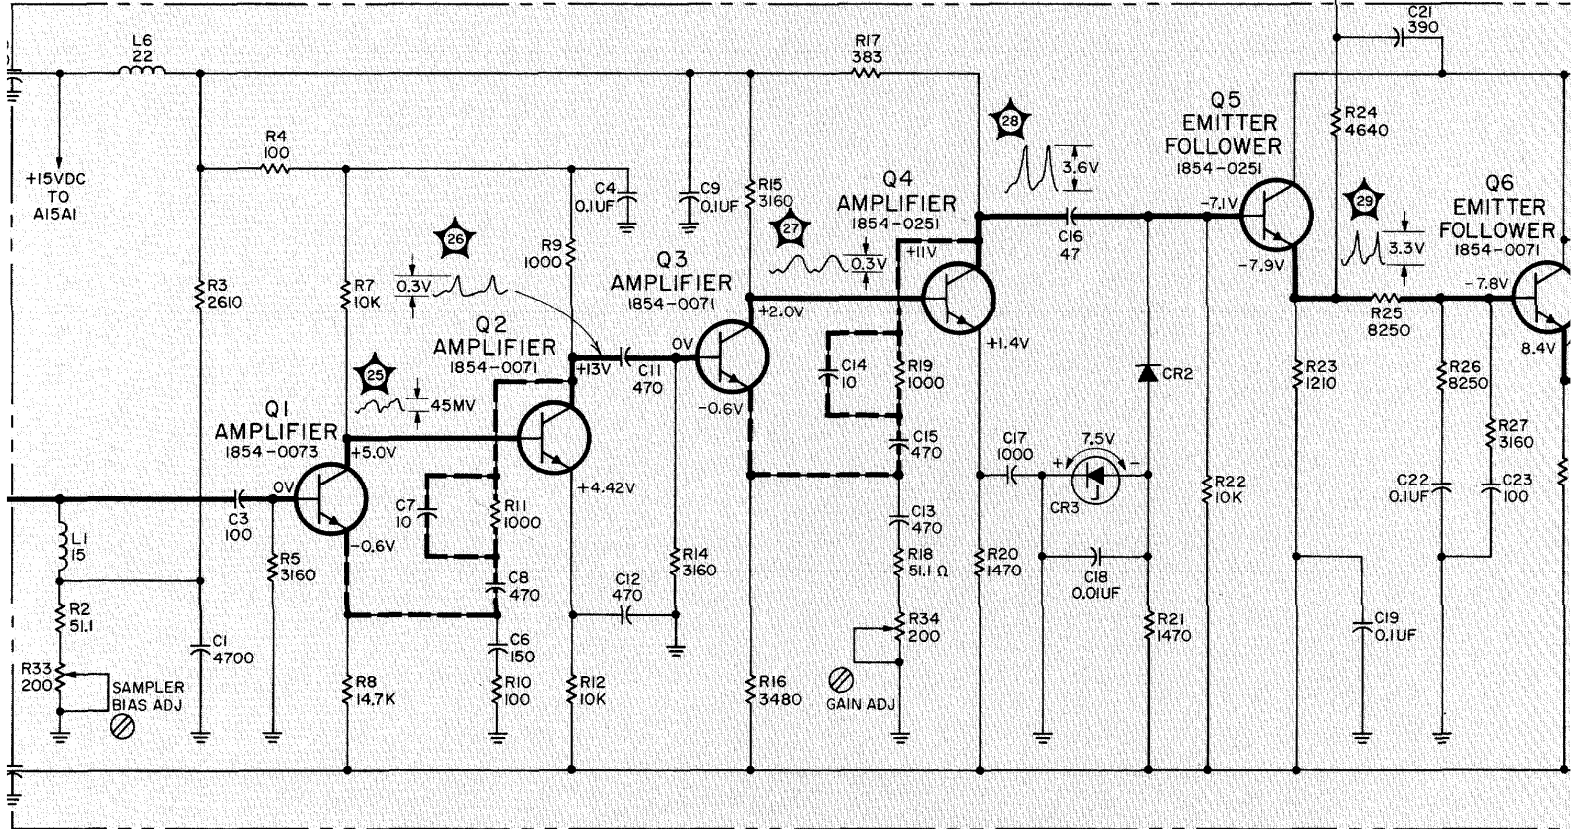 C21
390
L6
22
R17
383
+15VDC
TO
A15A1
R4
100
C4
0.1UF
C9
0.1UF
R15
3160
28
3.6V
Q5
EMITTER
FOLLOWER
1854-0251
R24
4640
-7.1V
-7.9V
29
3.3V
Q6
EMITTER
FOLLOWER
1854-0071
-7.8V
8.4V
Q4
AMPLIFIER
1854-0251
+11V
+1.4V
C16
47
27
0.3V
26
0.3V
R9
1000
Q3
AMPLIFIER
1854-0071
+2.0V
0V
-0.6V
R3
2610
R7
10K
Q2
AMPLIFIER
1854-0071
+13V
C11
470
C14
10
R19
1000
CR2
R23
1210
R25
8250
R26
8250
R27
3160
25
45MV
Q1
AMPLIFIER
1854-0073
+5.0V
0V
-0.6V
+4.42V
C15
470
C17
1000
7.5V
+
-
CR3
R22
10K
C22
0.1UF
C23
100
C3
100
C7
10
R11
1000
C13
470
L1
15
R5
3160
C8
470
C12
470
R14
3160
R18
51.1 Ω
R20
1470
C18
0.01UF
R2
51.1
C1
4700
C6
150
R34
200
R21
1470
C19
0.1UF
R33
200
SAMPLER
BIAS ADJ
R8
14.7K
R10
100
R12
10K
R16
3480
GAIN ADJ